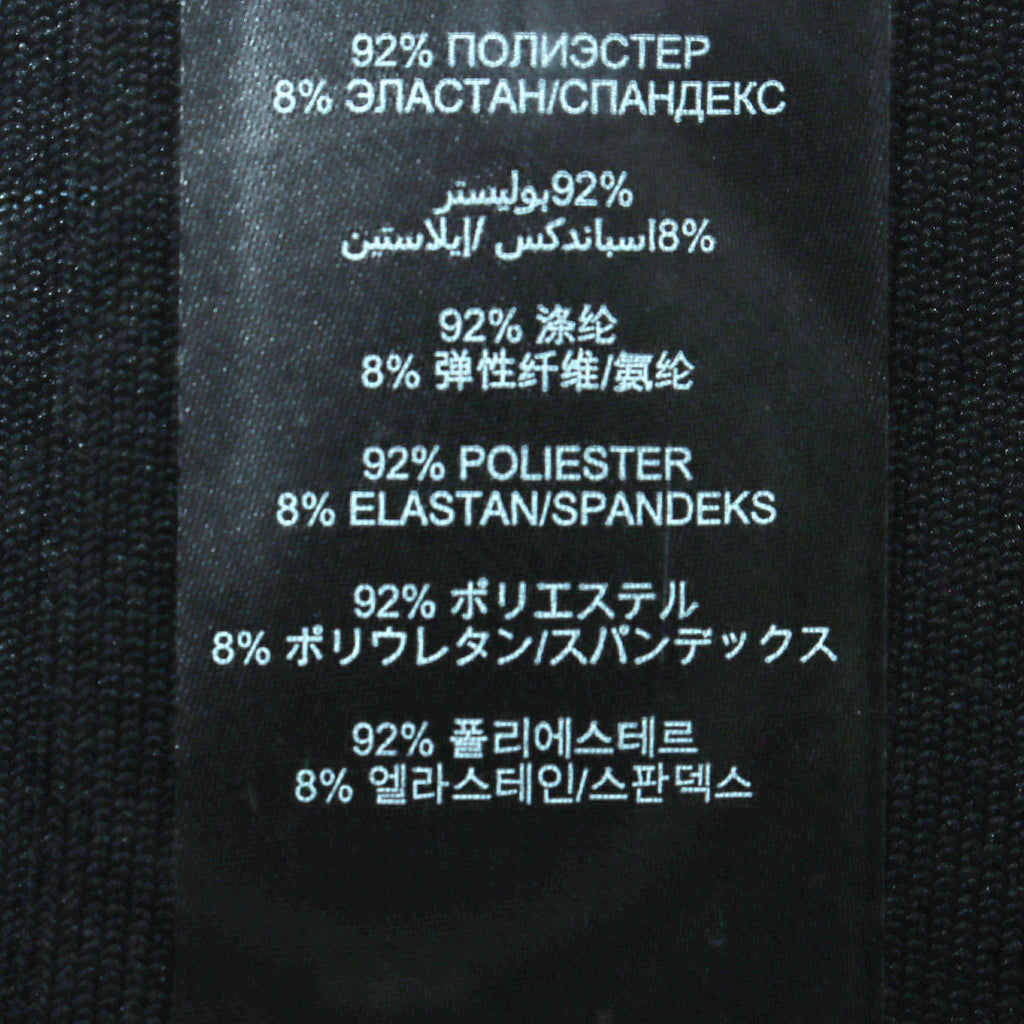 92% ПОЛИЭСТЕР
8% ЭЛАСТАН/СПАНДЕКС
92%بوليستر
8%اسباندكس /إيلاستين
92% 涤纶
8% 弹性纤维/氨纶
92% POLIESTER
8% ELASTAN/SPANDEKS
92% ポリエステル
8% ポリウレタン/スパンデックス
92% 폴리에스테르
8% 엘라스테인/스판덱스